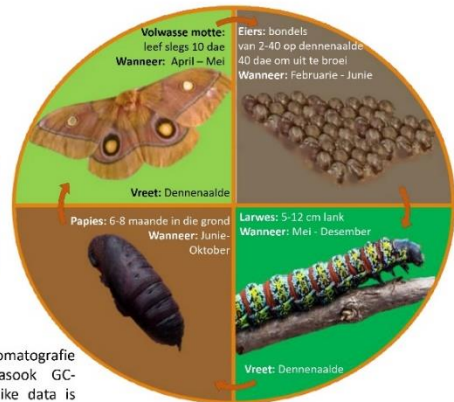 Volwasse motte:
leef slegs 10 dae
Wanneer: April – Mei
Vreet: Dennenaalde
Eiers: bondels
van 2-40 op dennenaalde
40 dae om uit te broei
Wanneer: Februarie - Junie
Papies: 6-8 maande in die grond
Wanneer: Junie-
Oktober
Larwes: 5-12 cm lank
Wanneer: Mei - Desember
Vreet: Dennenaalde
omatografie
asook GC-
ike data is